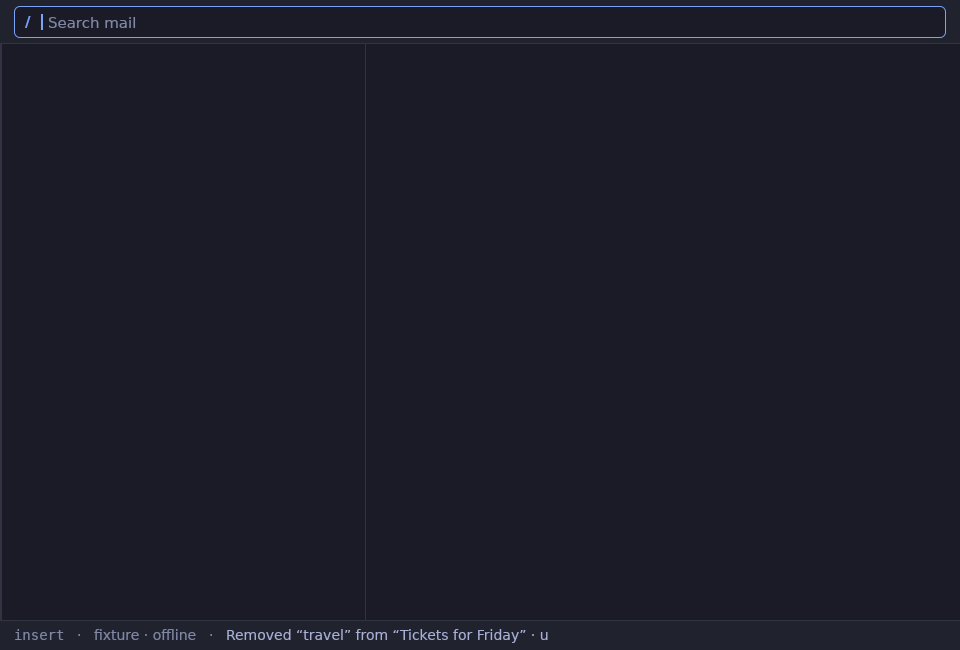 / Search mail
insert · fixture · offline · Removed “travel” from “Tickets for Friday” · u